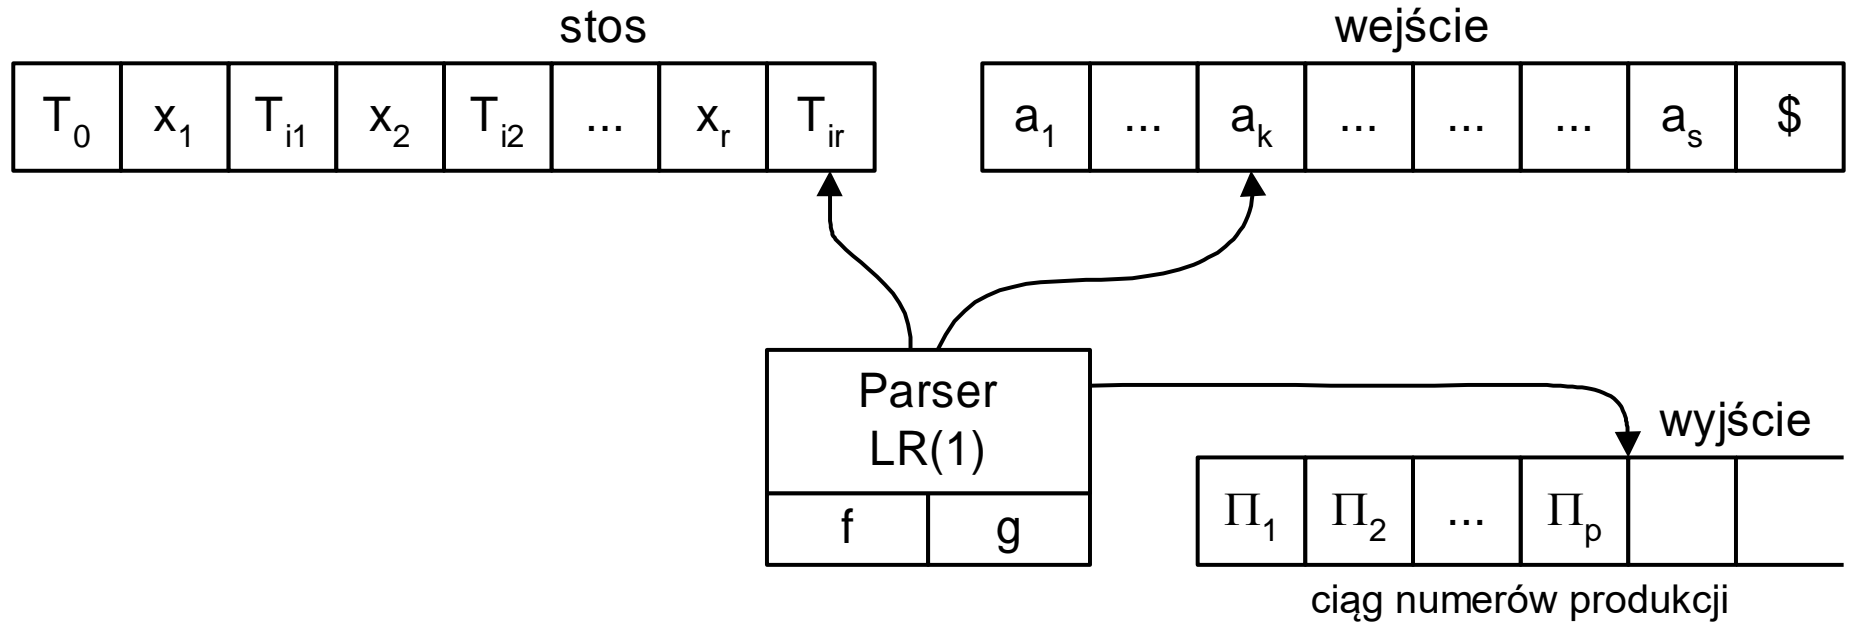 stos
wejście
T0 x1 Ti1 x2 Ti2 ... xr Tir
a1 ... ak ... ... ... as $
Parser
LR(1)
f g
wyjście
Π1 Π2 ... Πp
ciąg numerów produkcji